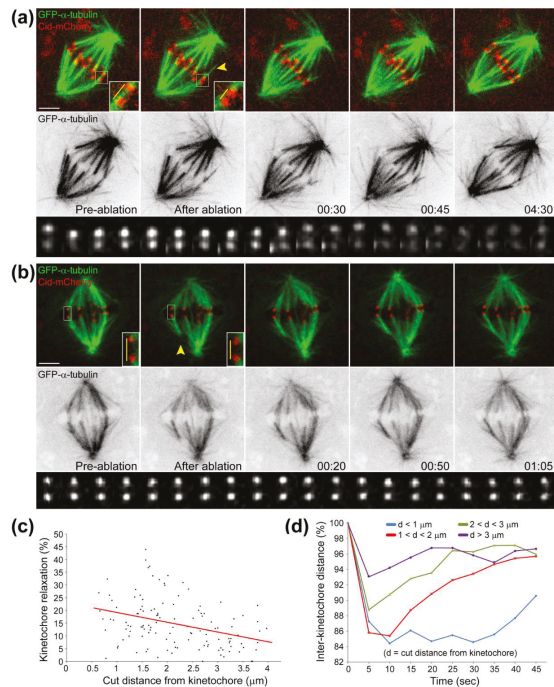 (a)
GFP-α-tubulin
Cid-mCherry
GFP-α-tubulin
Pre-ablation After ablation 00:30 00:45 04:30
(b)
GFP-α-tubulin
Cid-mCherry
GFP-α-tubulin
Pre-ablation After ablation 00:20 00:50 01:05
(c)
Kinetochore relaxation (%)
50
45
40
35
30
25
20
15
10
5
0
0 0.5 1 1.5 2 2.5 3 3.5 4
Cut distance from kinetochore (μm)
(d)
Inter-kinetochore distance (%)
100
98
96
94
92
90
88
86
84
82
d < 1 μm 2 < d < 3 μm
1 < d < 2 μm d > 3 μm
(d = cut distance from kinetochore)
0 5 10 15 20 25 30 35 40 45
Time (sec)